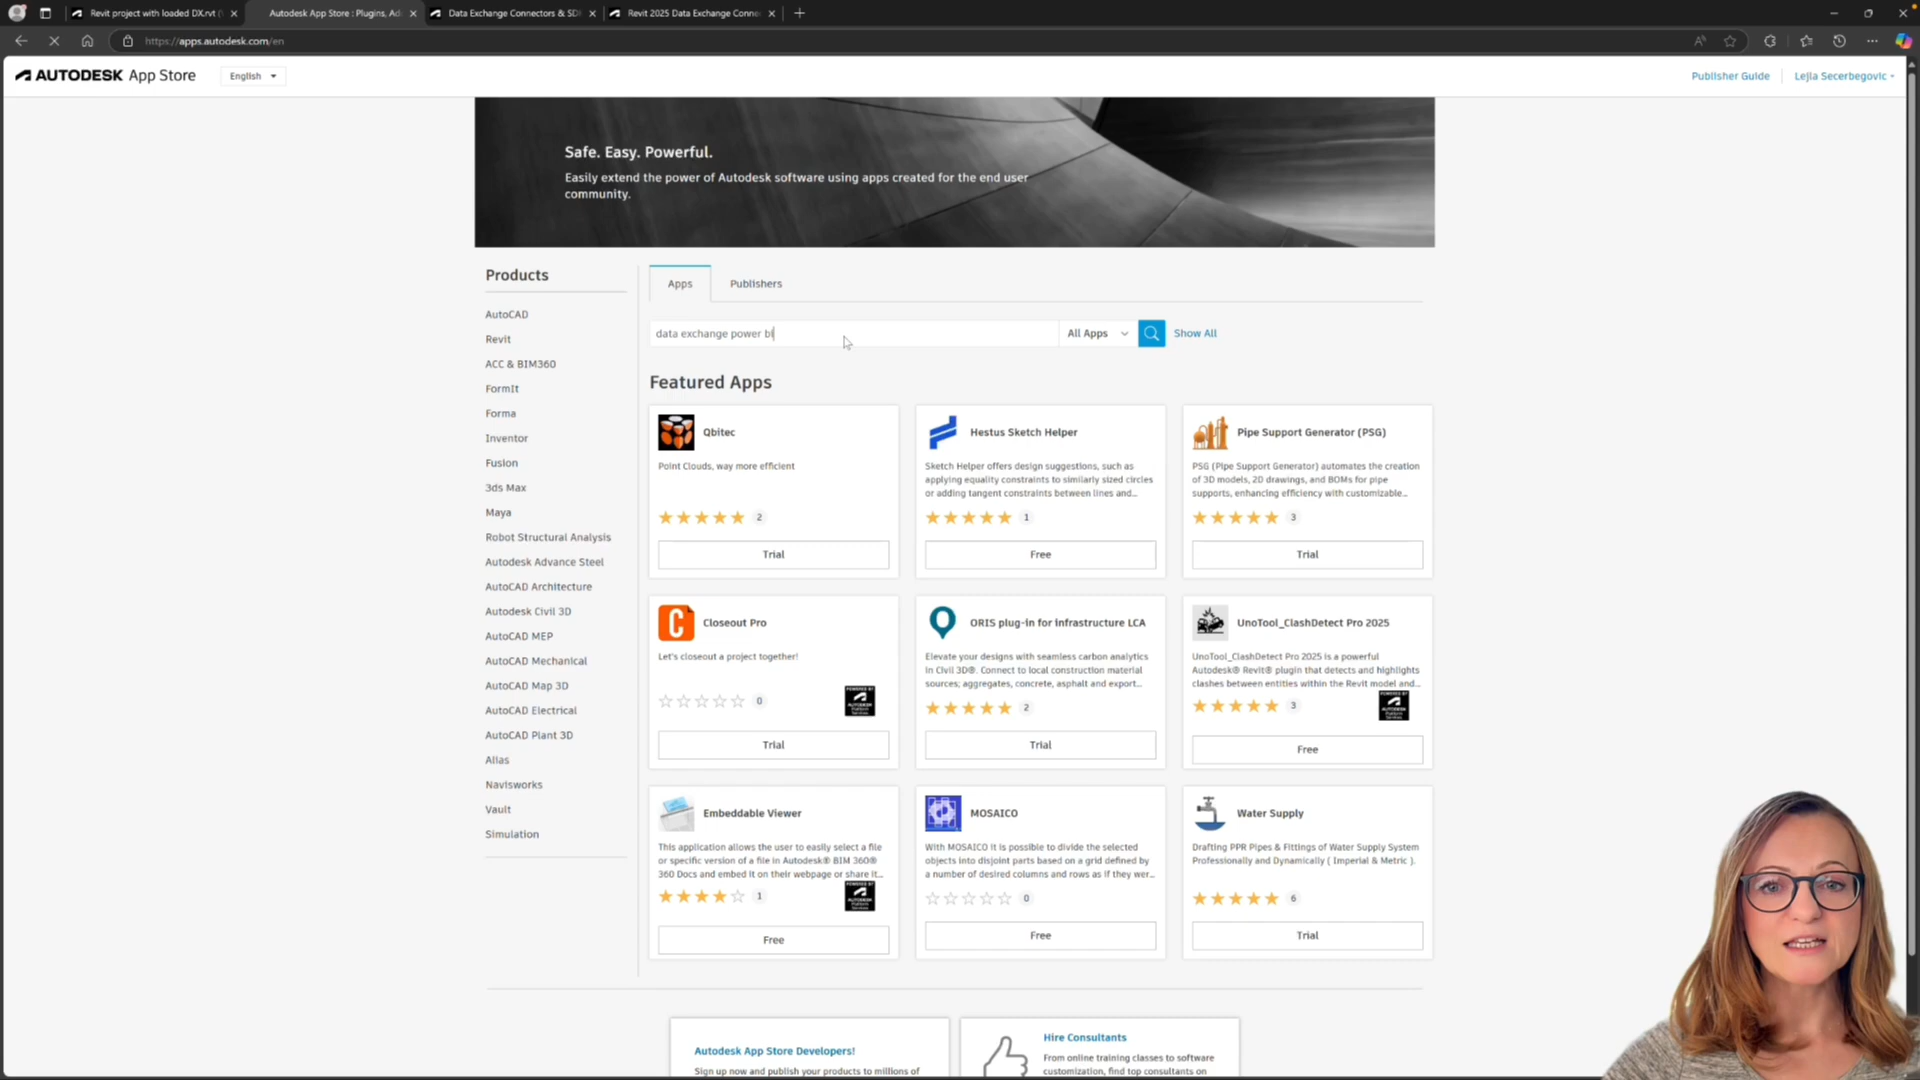 Revit project with loaded DX.rvt (
Autodesk App Store : Plugins, Ad
Data Exchange Connectors & SD
Revit 2025 Data Exchange Conne
https://apps.autodesk.com/en
AUTODESK App Store
English
Publisher Guide
Lejla Secerbegovic
Safe. Easy. Powerful.
Easily extend the power of Autodesk software using apps created for the end user
community.
Products
AutoCAD
Revit
ACC & BIM360
FormIt
Forma
Inventor
Fusion
3ds Max
Maya
Robot Structural Analysis
Autodesk Advance Steel
AutoCAD Architecture
Autodesk Civil 3D
AutoCAD MEP
AutoCAD Mechanical
AutoCAD Map 3D
AutoCAD Electrical
AutoCAD Plant 3D
Alias
Navisworks
Vault
Simulation
Apps
Publishers
data exchange power bi
All Apps
Show All
Featured Apps
Qbitec
Point Clouds, way more efficient
2
Trial
Hestus Sketch Helper
Sketch Helper offers design suggestions, such as
applying equality constraints to similarly sized circles
or adding tangent constraints between lines and...
1
Free
Pipe Support Generator (PSG)
PSG (Pipe Support Generator) automates the creation
of 3D models, 2D drawings, and BOMs for pipe
supports, enhancing efficiency with customizable...
3
Trial
Closeout Pro
Let's closeout a project together!
0
Trial
ORIS plug-in for infrastructure LCA
Elevate your designs with seamless carbon analytics
in Civil 3D®. Connect to local construction material
sources; aggregates, concrete, asphalt and export...
2
Trial
UnoTool_ClashDetect Pro 2025
UnoTool_ClashDetect Pro 2025 is a powerful
Autodesk® Revit® plugin that detects and highlights
clashes between entities within the Revit model and...
3
Free
Embeddable Viewer
This application allows the user to easily select a file
or specific version of a file in Autodesk® BIM 360®
360 Docs and embed it on their webpage or share it...
1
Free
MOSAICO
With MOSAICO it is possible to divide the selected
objects into disjoint parts based on a grid defined by
a number of desired columns and rows as if they wer...
0
Free
Water Supply
Drafting PPR Pipes & Fittings of Water Supply System
Professionally and Dynamically ( Imperial & Metric ).
6
Trial
Autodesk App Store Developers!
Sign up now and publish your products to millions of
Hire Consultants
From online training classes to software
customization, find top consultants on